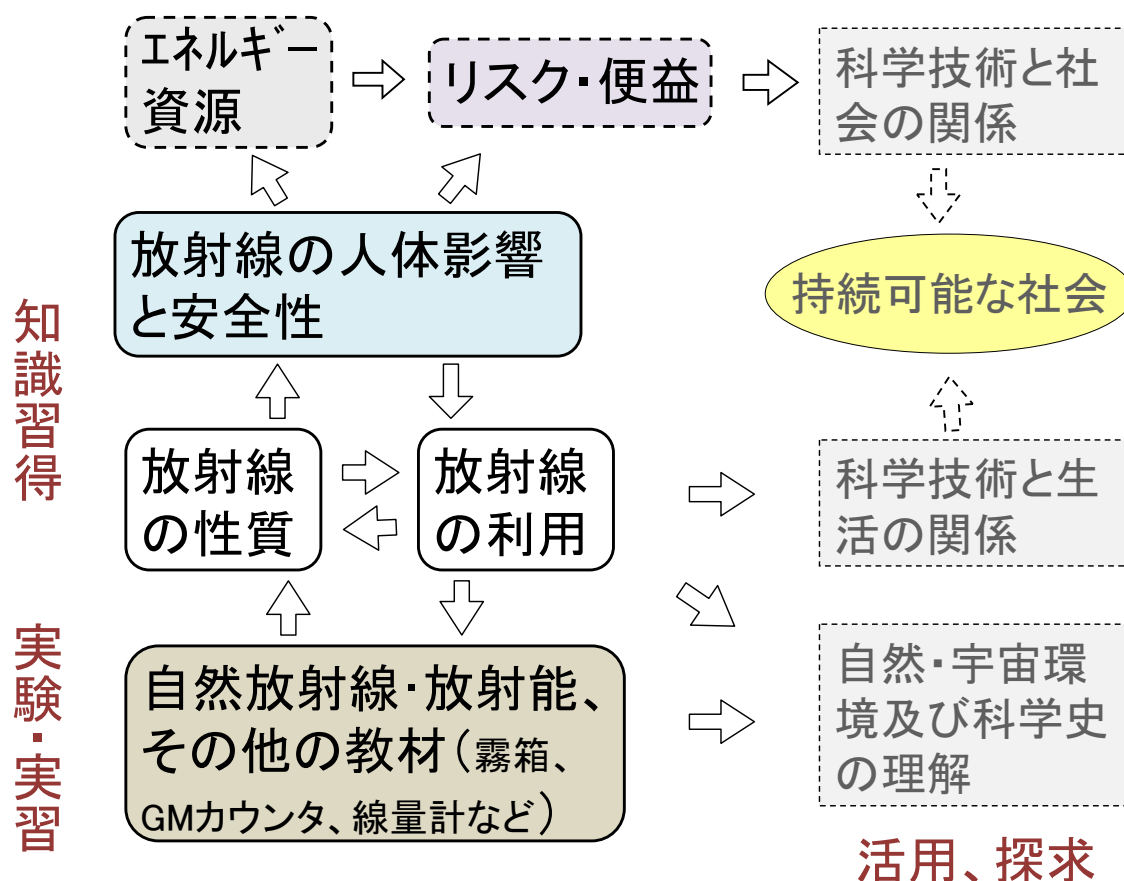 エネルギー
資源
リスク・便益
科学技術と社
会の関係
放射線の人体影響
と安全性
持続可能な社会
知識習得
放射線
の性質
放射線
の利用
科学技術と生
活の関係
実験・実習
自然放射線・放射能、
その他の教材(霧箱、
GMカウンタ、線量計など)
自然・宇宙環
境及び科学史
の理解
活用、探求